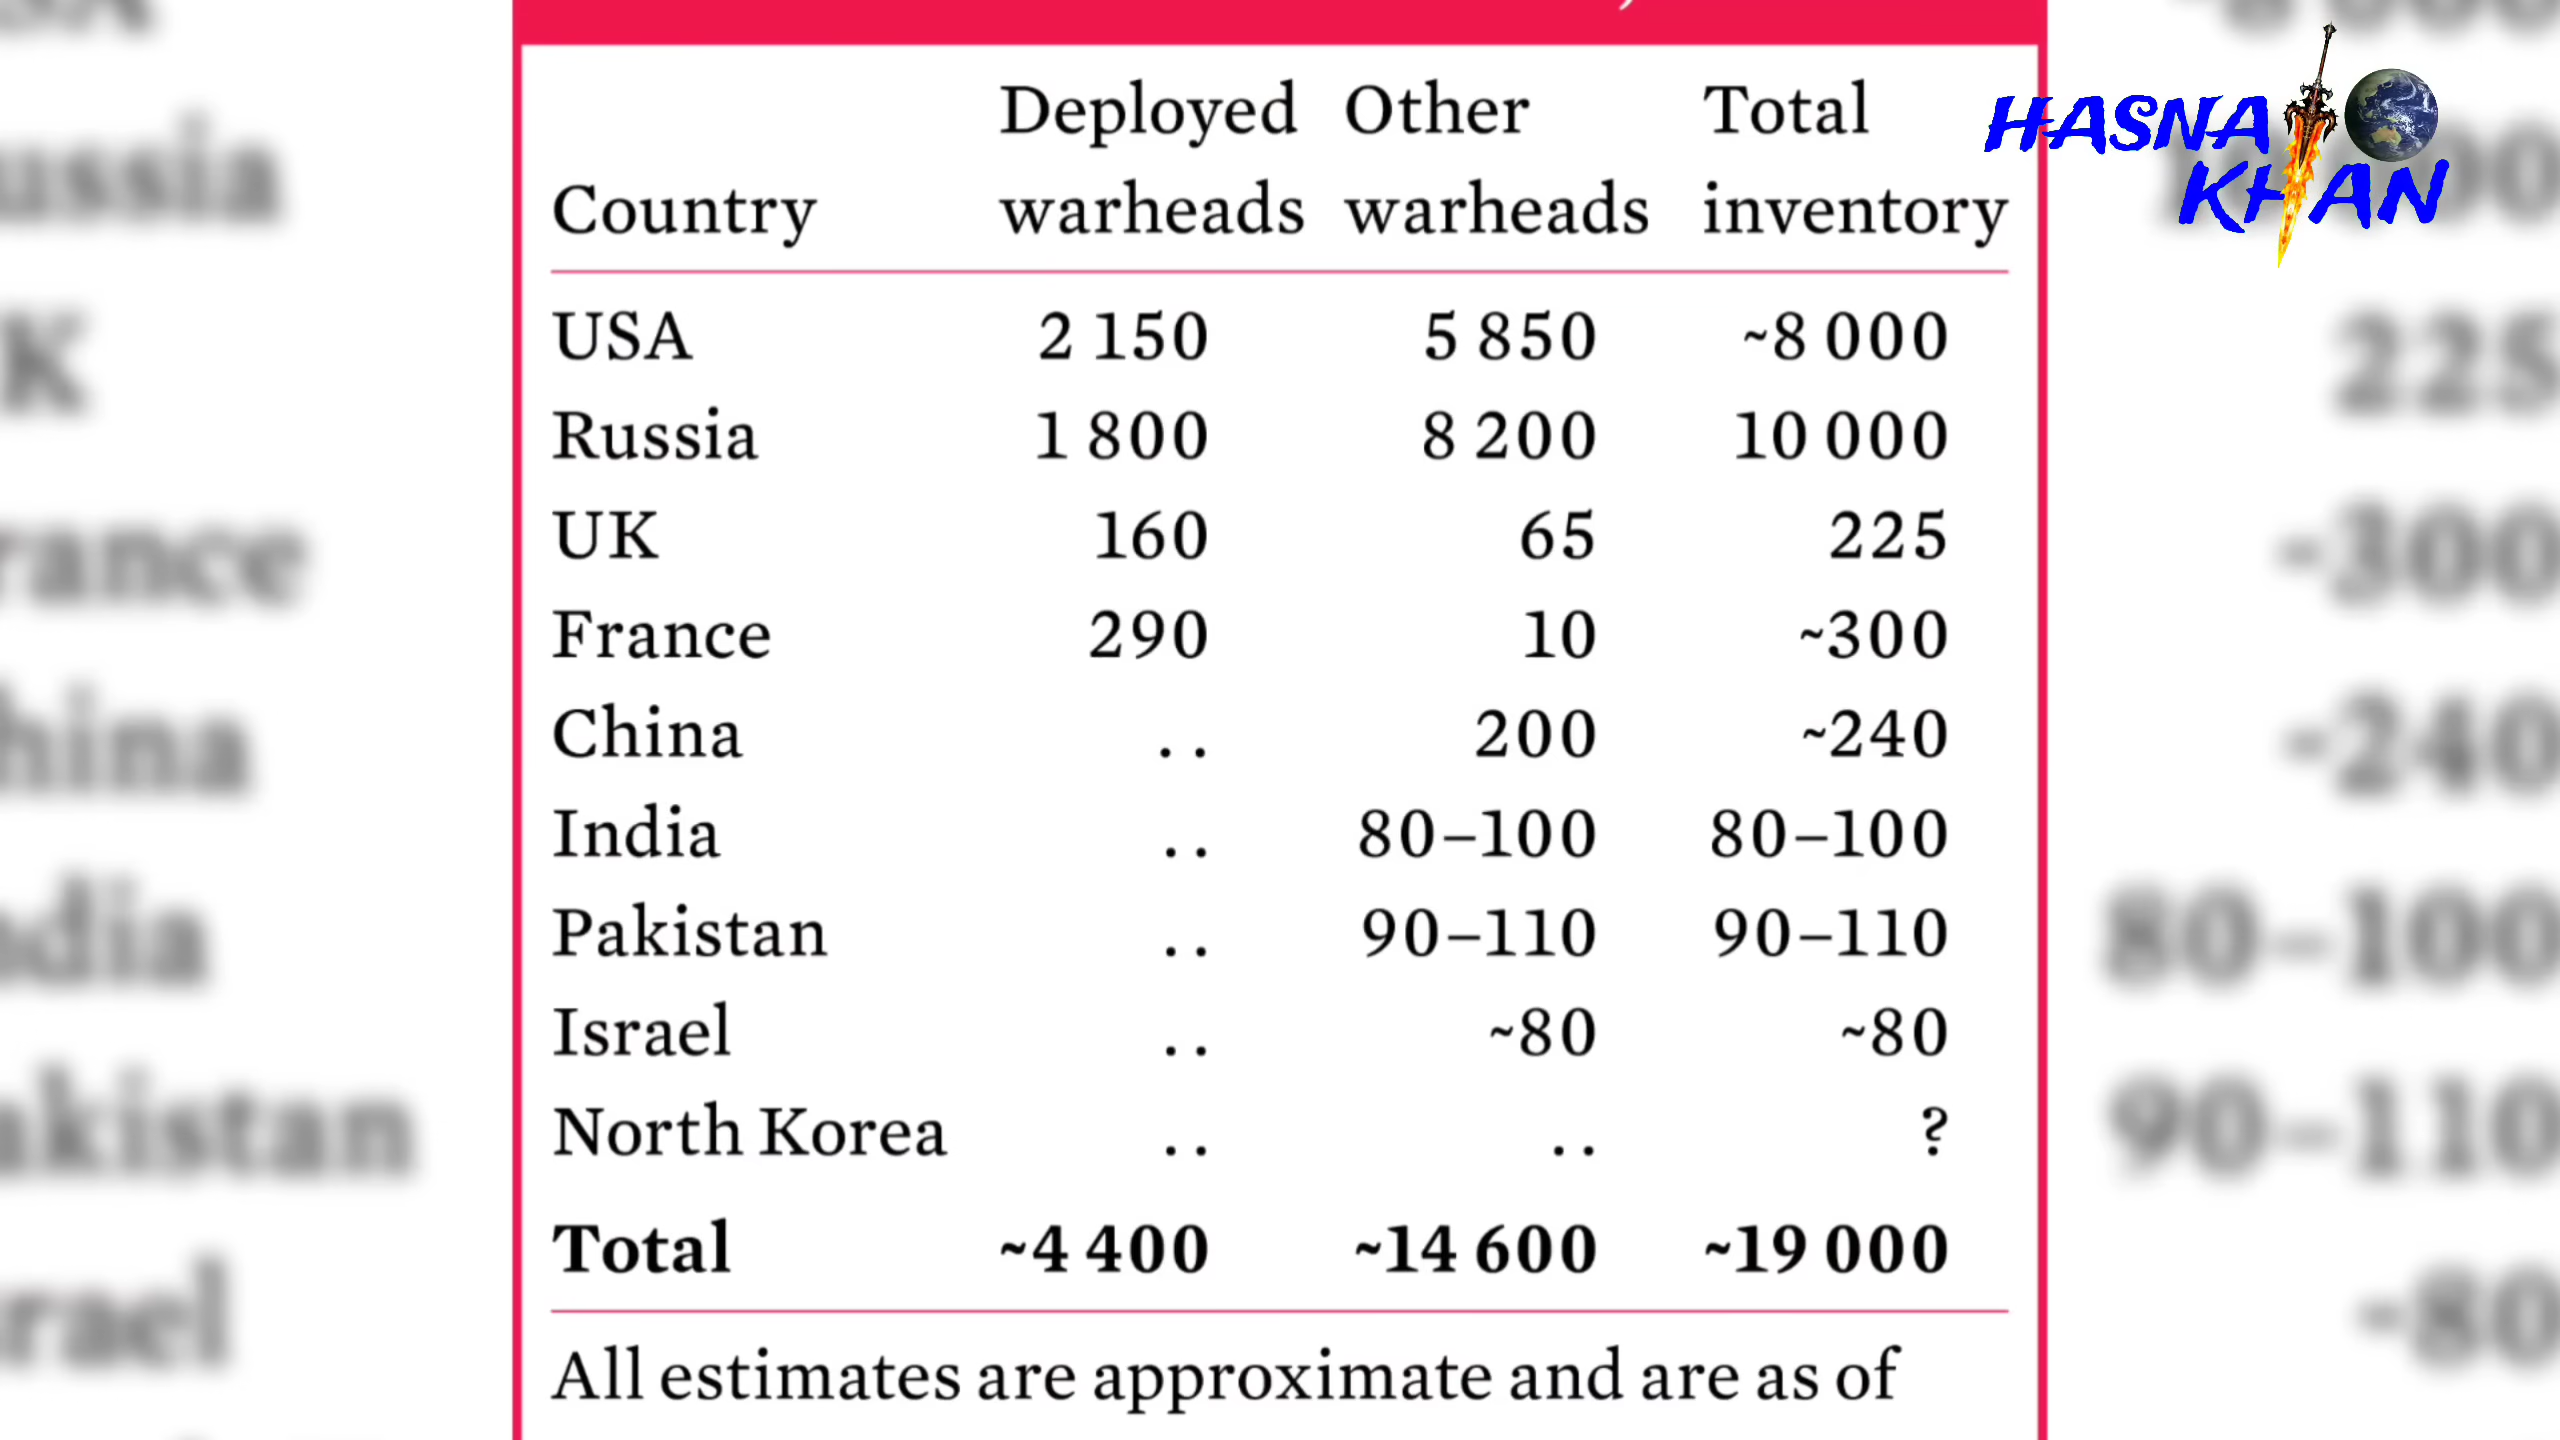 HASNA
KHAN
Deployed Other Total
Country warheads warheads inventory
USA 2 150 5 850 ~8 000
Russia 1 800 8 200 10 000
UK 160 65 225
France 290 10 ~300
China .. 200 ~240
India .. 80–100 80–100
Pakistan .. 90–110 90–110
Israel .. ~80 ~80
North Korea .. .. ?
Total ~4 400 ~14 600 ~19 000
All estimates are approximate and are as of